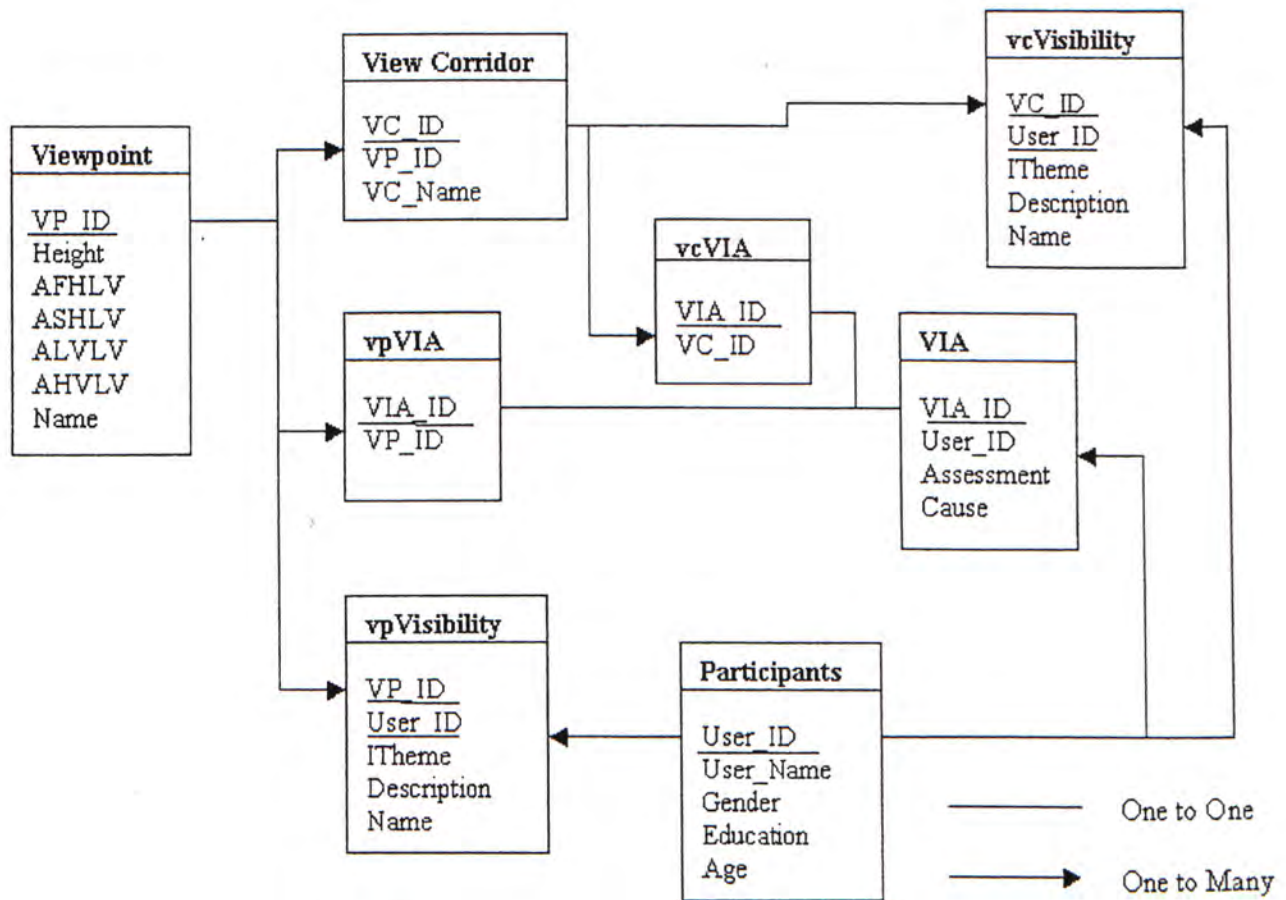 Viewpoint
VP_ID
Height
AFHLV
ASHLV
ALVLV
AHVLV
Name
View Corridor
VC_ID
VP_ID
VC_Name
vpVIA
VIA_ID
VP_ID
vpVisibility
VP_ID
User_ID
ITheme
Description
Name
vcVIA
VIA_ID
VC_ID
Participants
User_ID
User_Name
Gender
Education
Age
vcVisibility
VC_ID
User_ID
ITheme
Description
Name
VIA
VIA_ID
User_ID
Assessment
Cause
One to One
One to Many